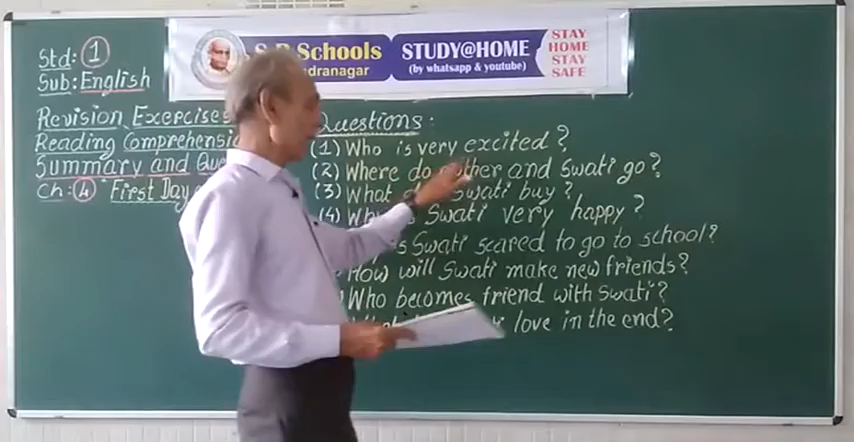 S.P. Schools
ndranagar
STUDY@HOME
(by whatsapp & youtube)
STAY
HOME
STAY
SAFE
Std: 1
Sub: English
Revision Exercises
Reading Comprehensi
Summary and Que
Ch: 4 "First Day
Questions:
(1) Who is very excited?
(2) Where do and Swati go?
(3) What Swati buy?
(4) Swati very happy?
Swati scared to go to school?
How will Swati make new friends?
Who becomes friend with Swati?
love in the end?